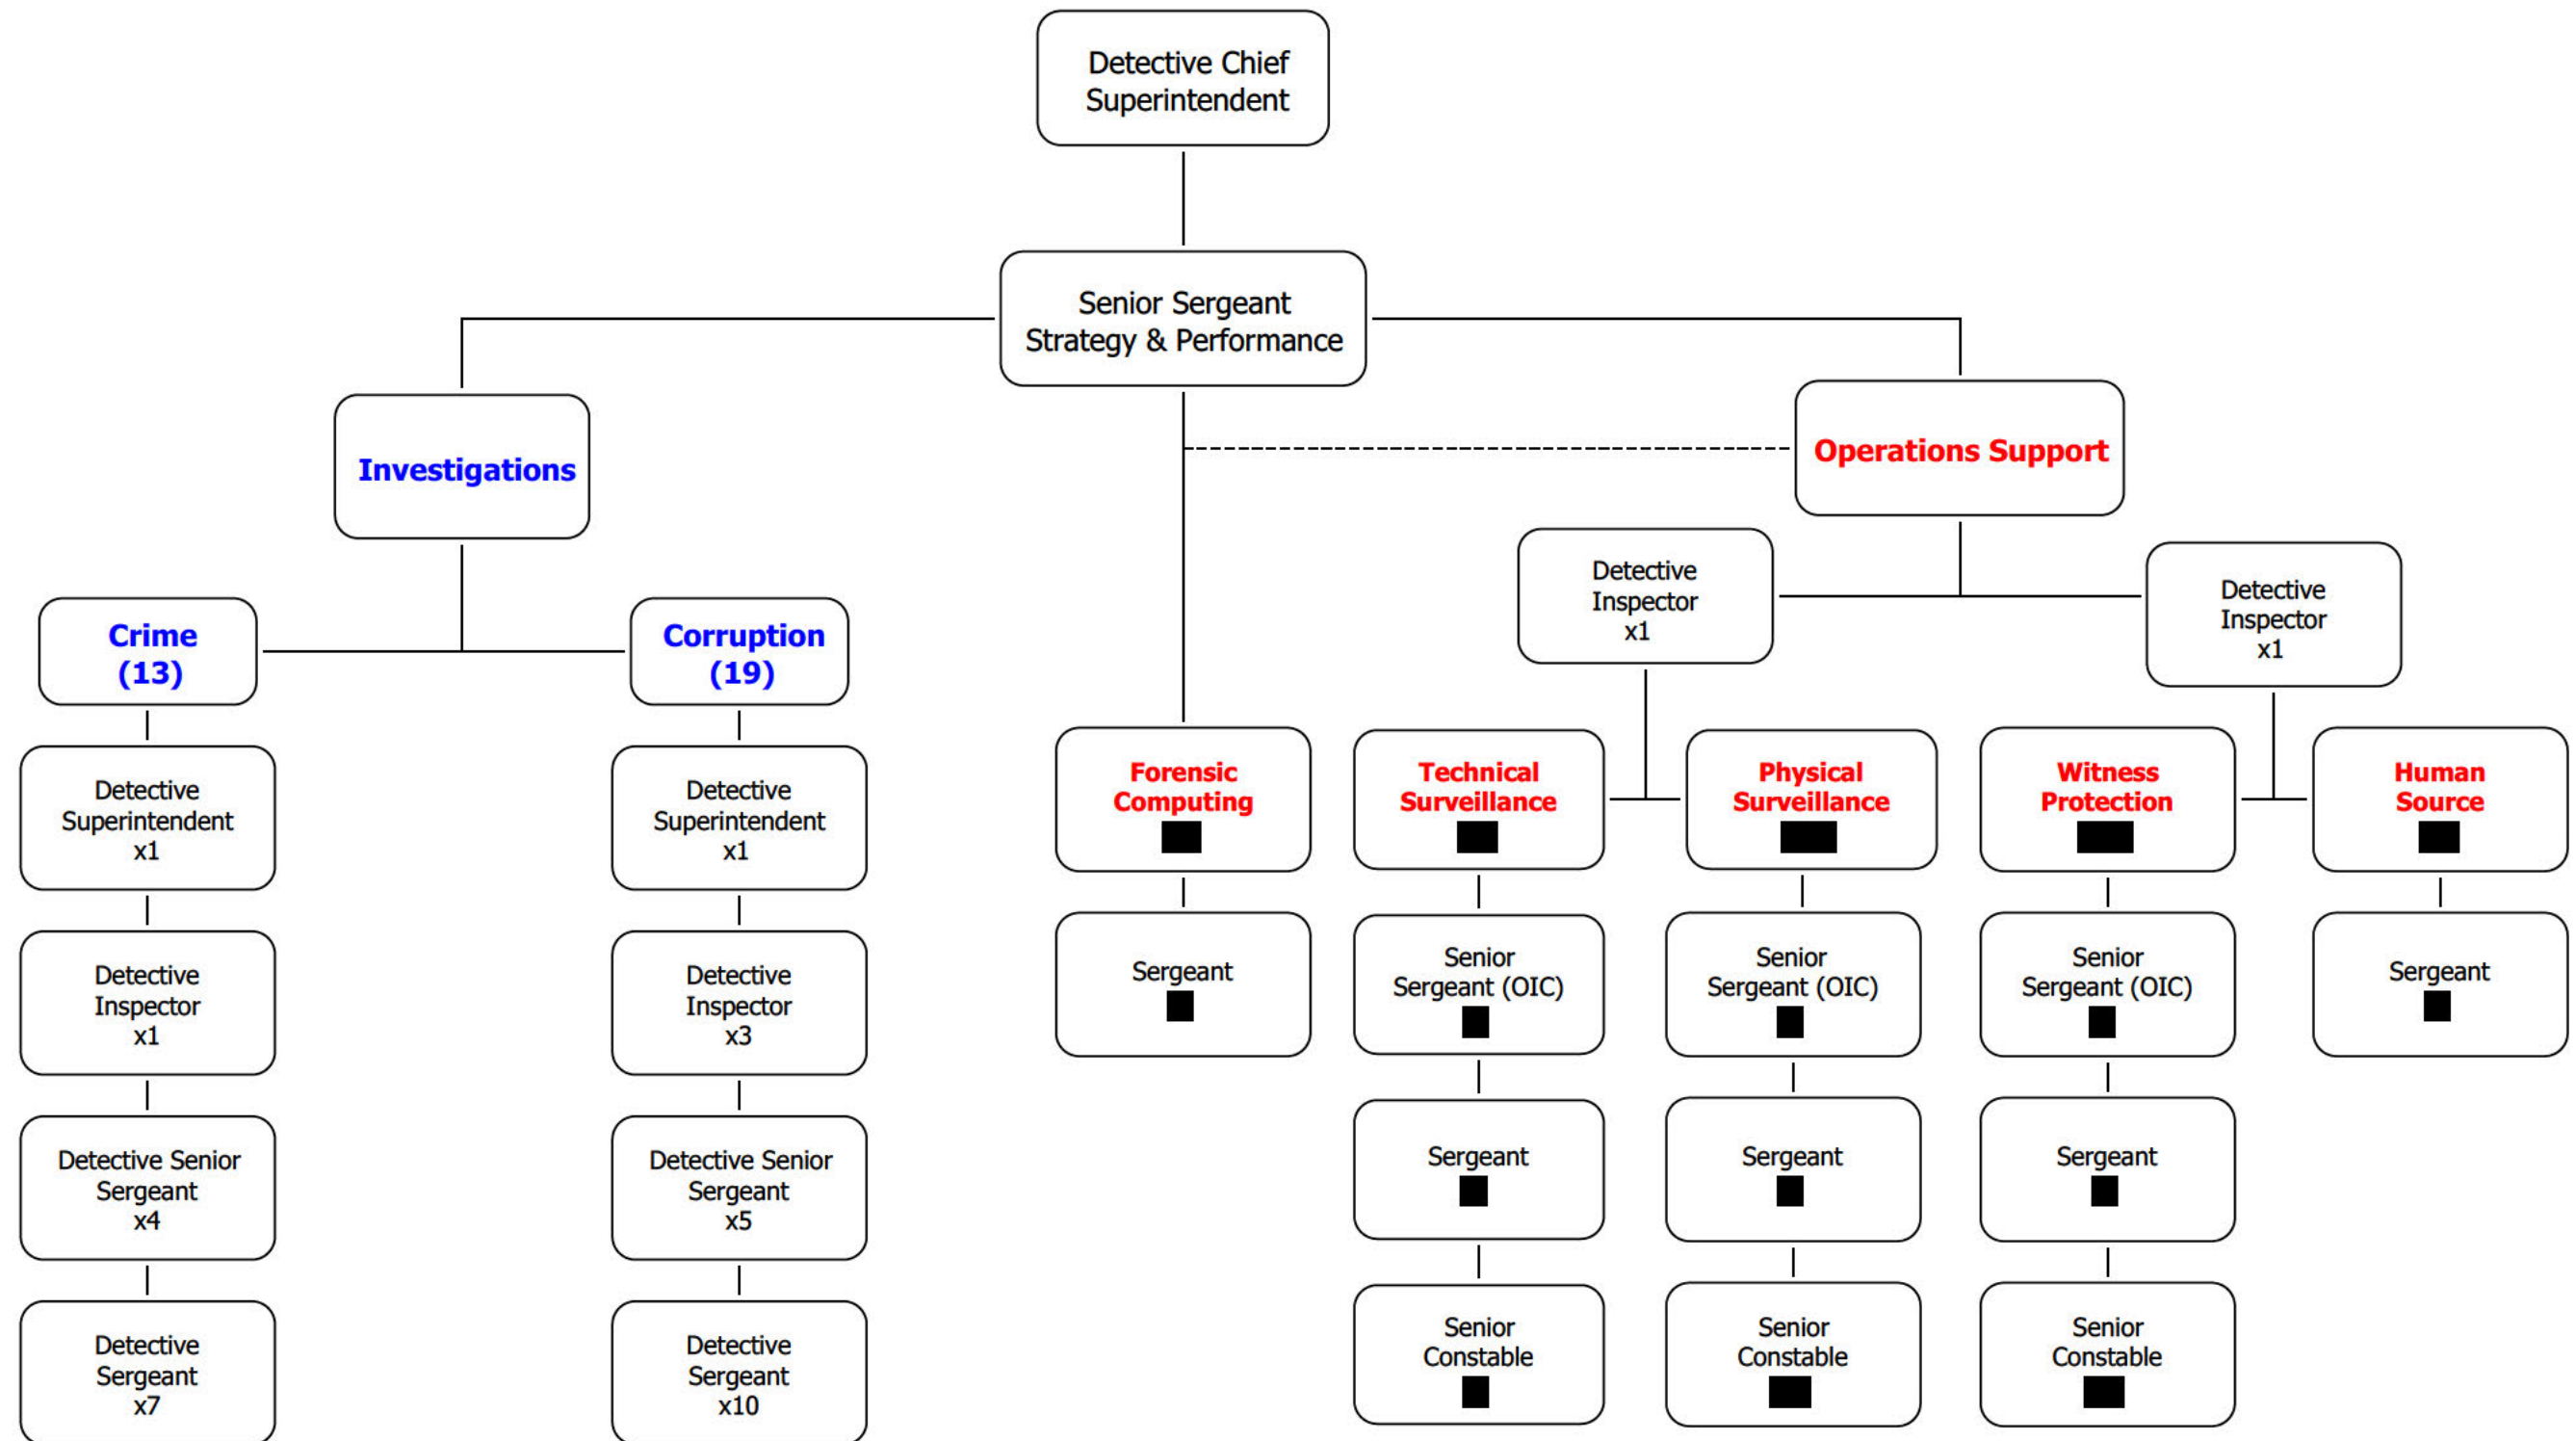 Detective Chief
Superintendent
Senior Sergeant
Strategy & Performance
Investigations
Operations Support
Crime
(13)
Corruption
(19)
Detective
Inspector
x1
Detective
Inspector
x1
Detective
Superintendent
x1
Detective
Inspector
x1
Detective Senior
Sergeant
x4
Detective
Sergeant
x7
Detective
Superintendent
x1
Detective
Inspector
x3
Detective Senior
Sergeant
x5
Detective
Sergeant
x10
Forensic
Computing
Sergeant
Technical
Surveillance
Senior
Sergeant (OIC)
Sergeant
Senior
Constable
Physical
Surveillance
Senior
Sergeant (OIC)
Sergeant
Senior
Constable
Witness
Protection
Senior
Sergeant (OIC)
Sergeant
Senior
Constable
Human
Source
Sergeant